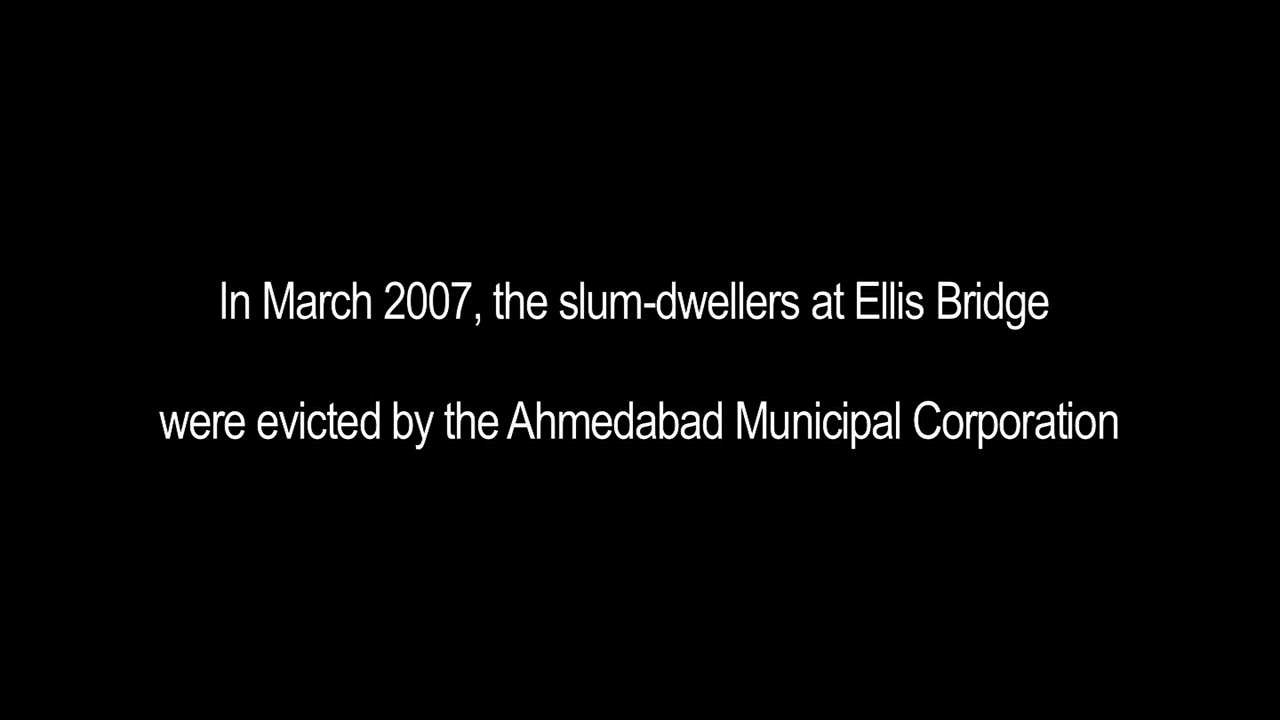 In March 2007, the slum-dwellers at Ellis Bridge
were evicted by the Ahmedabad Municipal Corporation